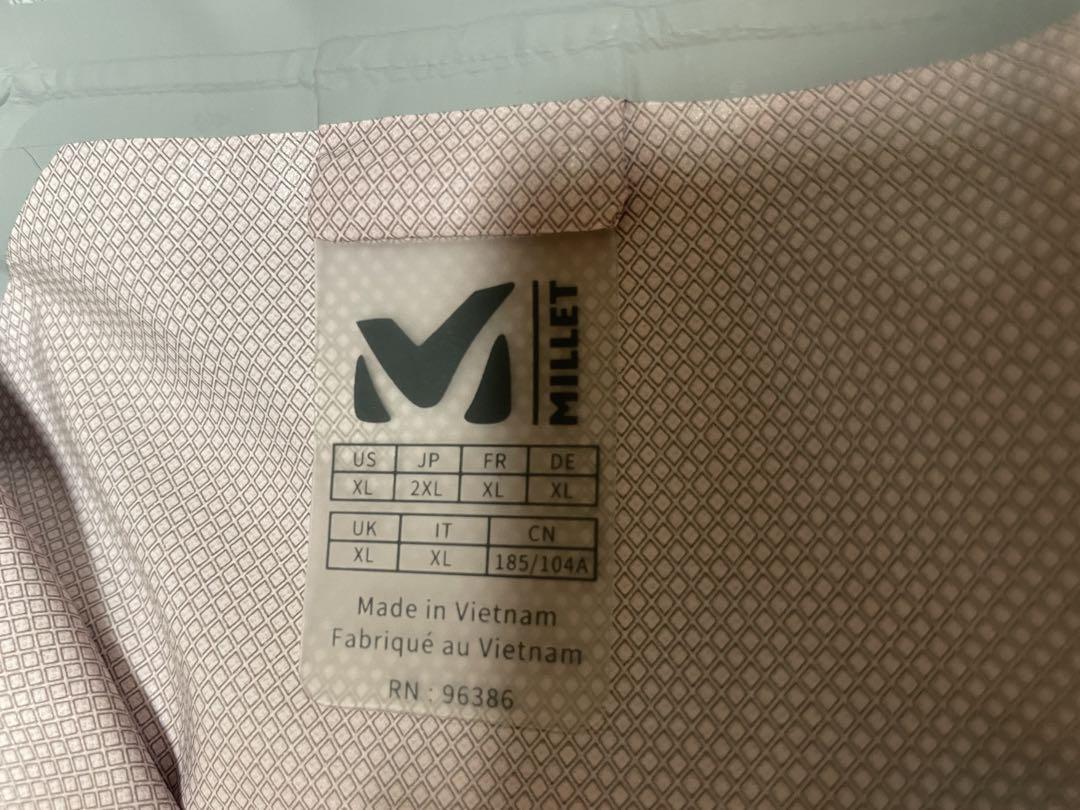 MILLET
US JP FR DE
XL 2XL XL XL
UK IT CN
XL XL 185/104A
Made in Vietnam
Fabriqué au Vietnam
RN : 96386